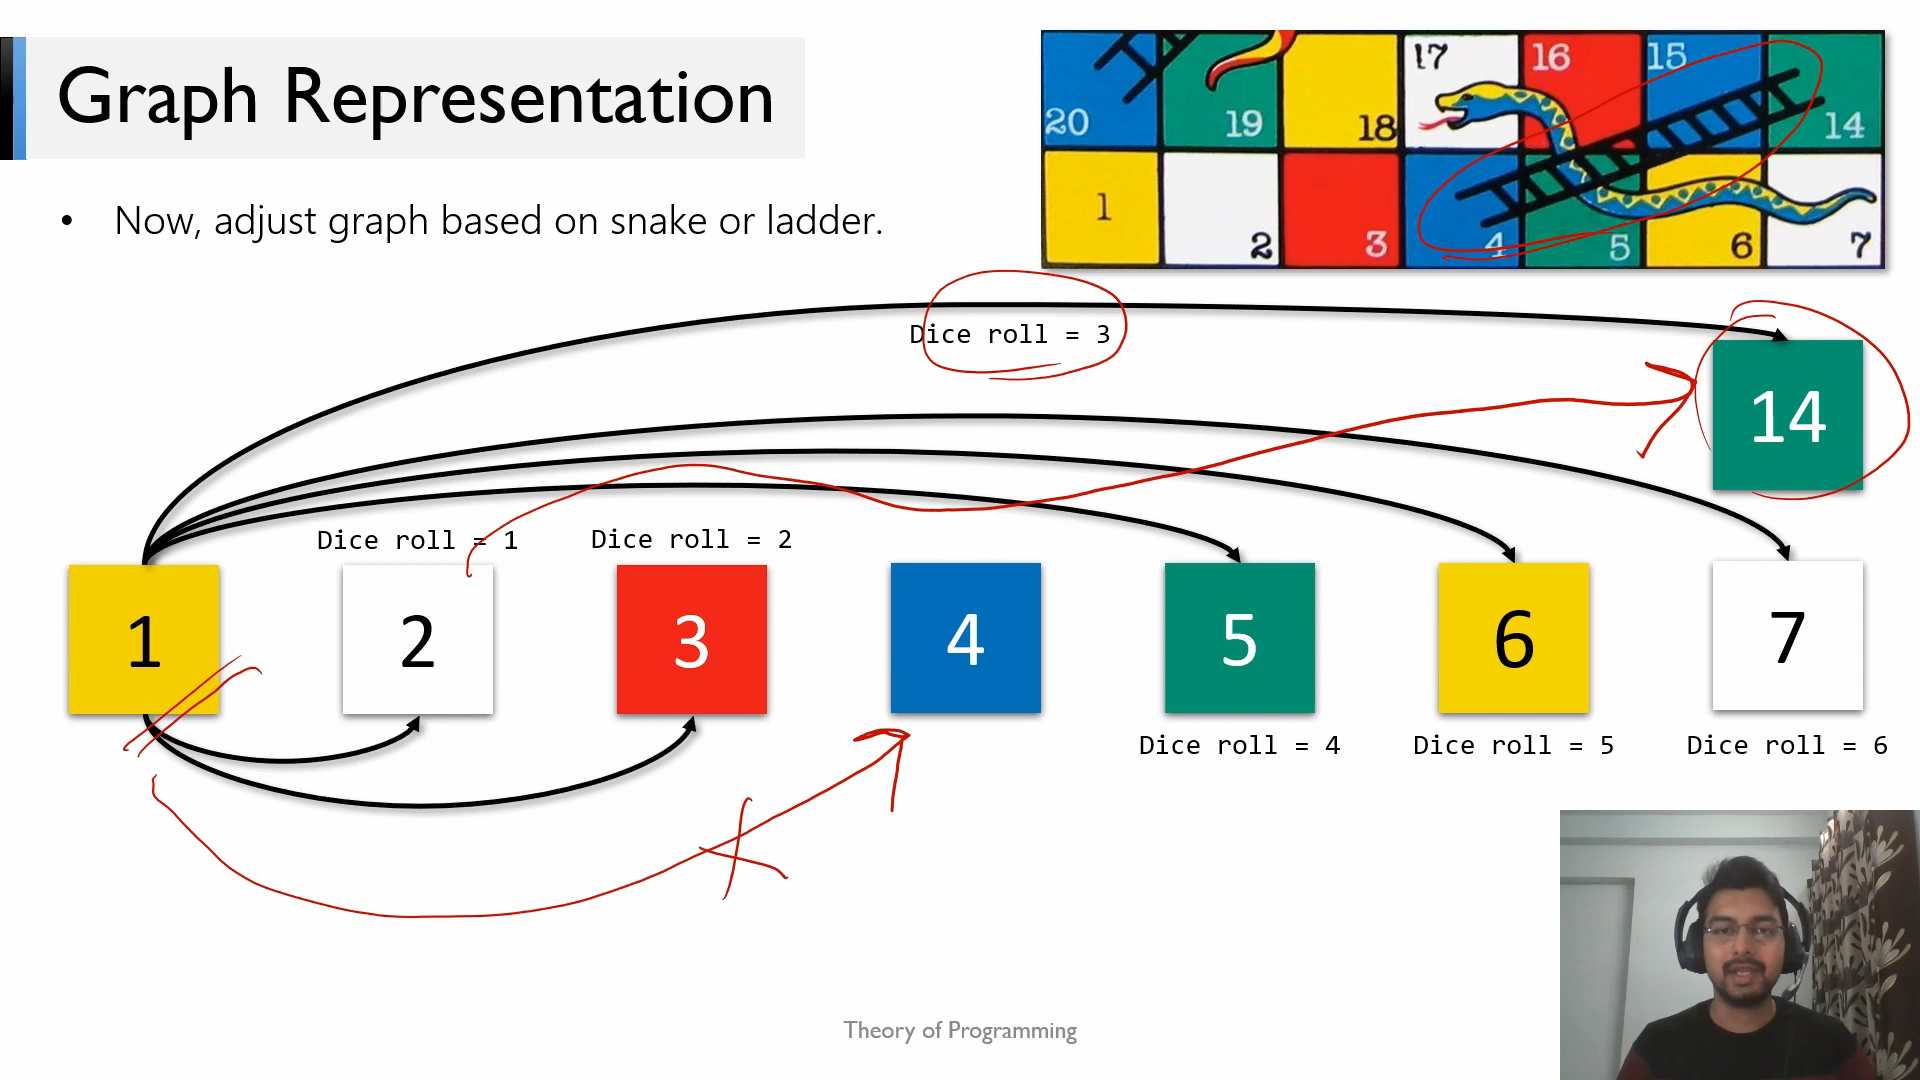 Graph Representation
• Now, adjust graph based on snake or ladder.
17 16 15
20 19 18 14
1 2 3 4 5 6 7
Dice roll = 3
14
Dice roll = 1 Dice roll = 2
1 2 3 4 5 6 7
Dice roll = 4 Dice roll = 5 Dice roll = 6
Theory of Programming